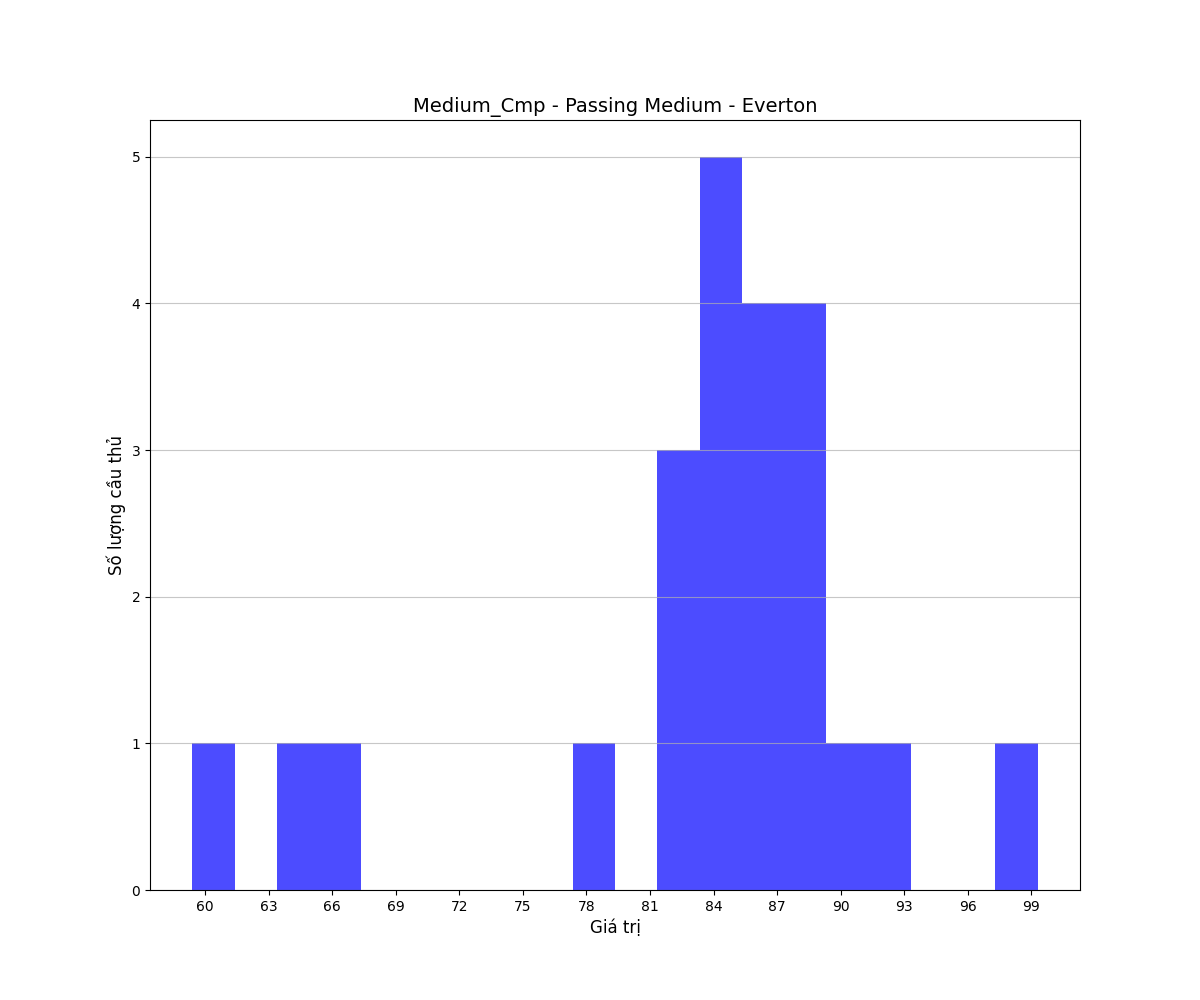 Medium_Cmp - Passing Medium - Everton
Số lượng cầu thủ
5
4
3
2
1
0
60 63 66 69 72 75 78 81 84 87 90 93 96 99
Giá trị